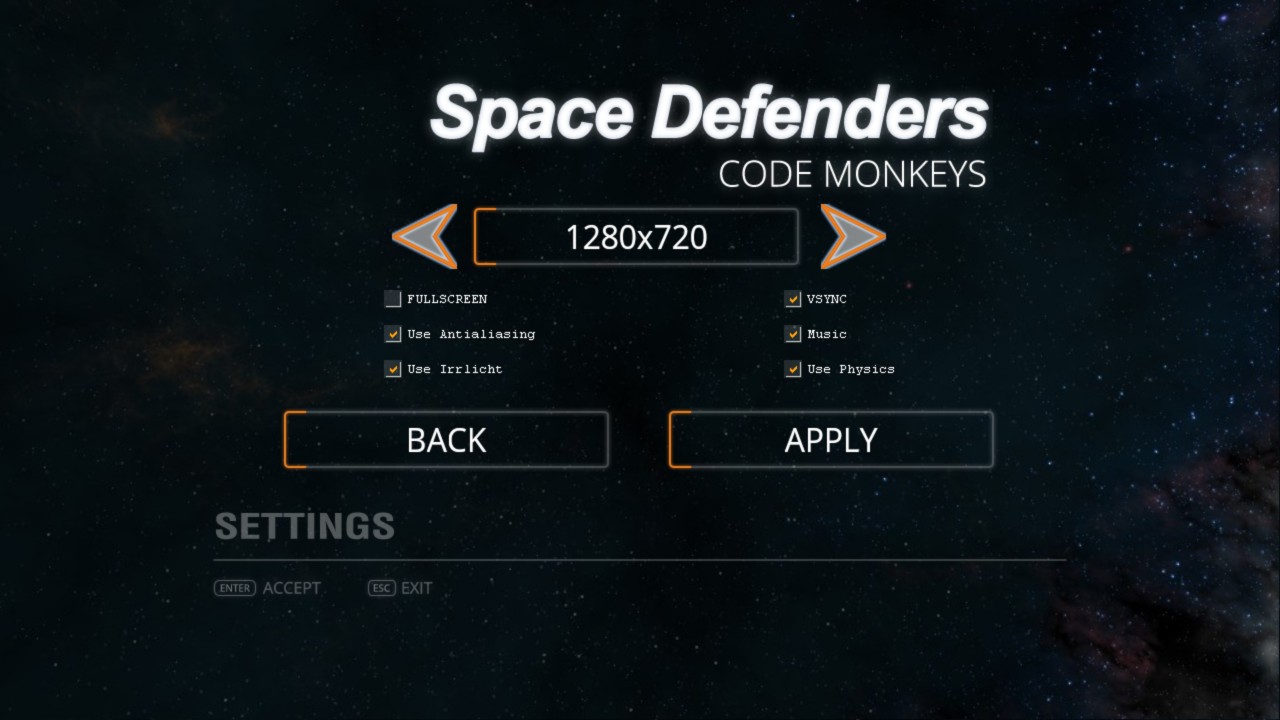 Space Defenders
CODE MONKEYS
1280x720
FULLSCREEN
VSYNC
Use Antialiasing
Music
Use Irrlicht
Use Physics
BACK
APPLY
SETTINGS
ENTER ACCEPT ESC EXIT